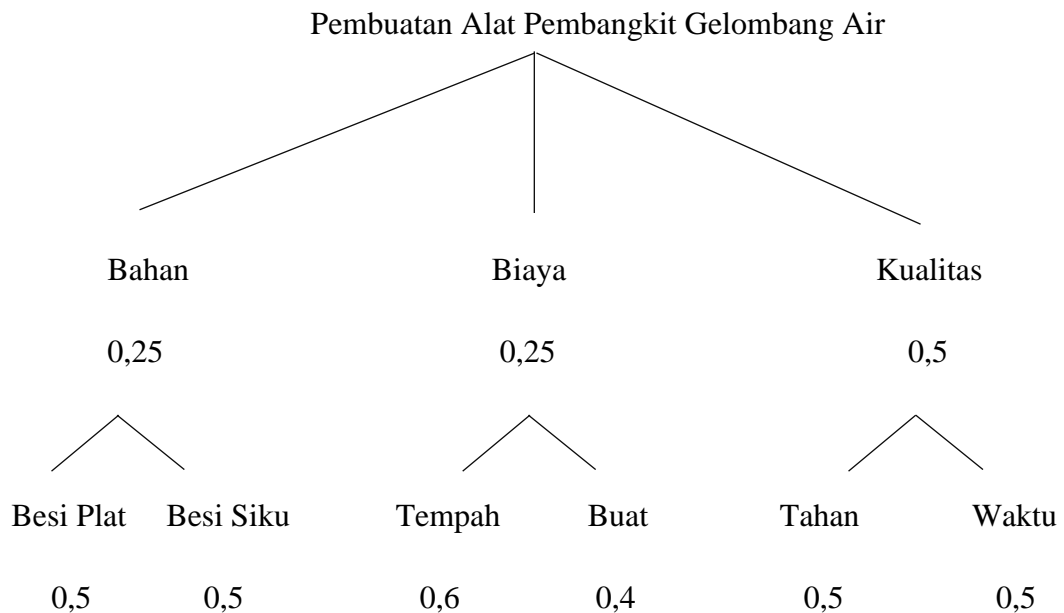 Pembuatan Alat Pembangkit Gelombang Air
Bahan Biaya Kualitas
0,25 0,25 0,5
Besi Plat Besi Siku Tempah Buat Tahan Waktu
0,5 0,5 0,6 0,4 0,5 0,5